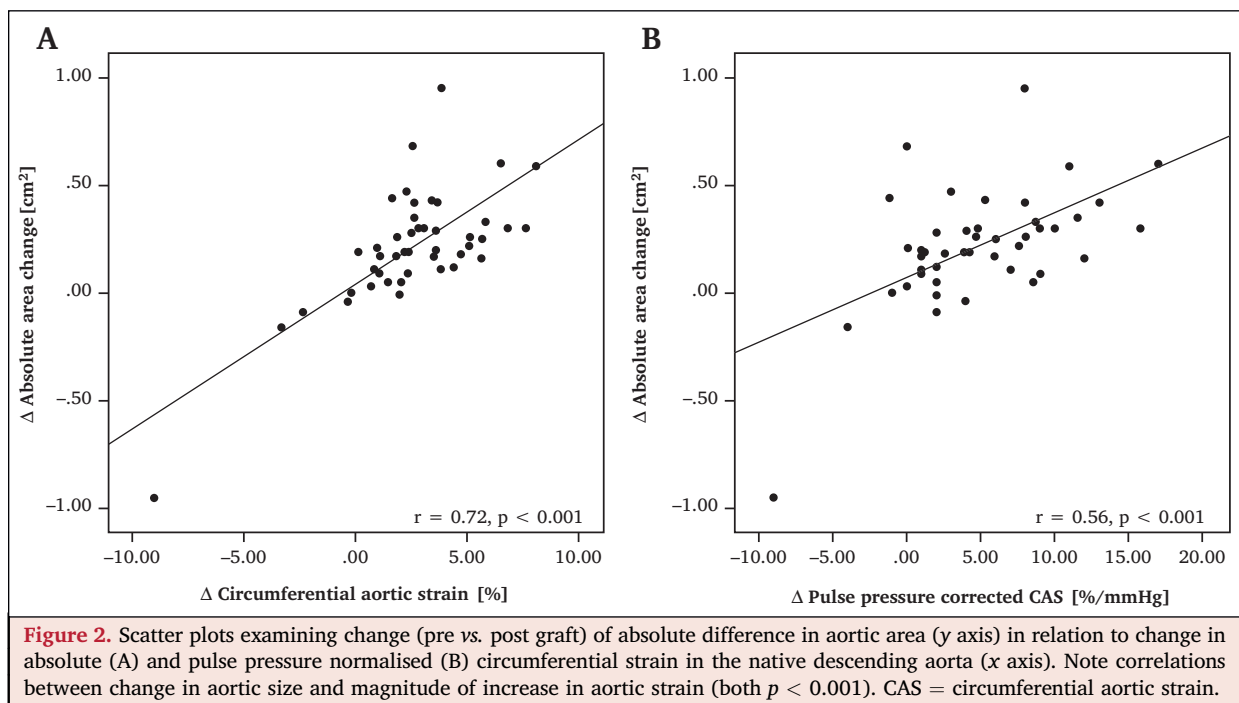 A
1.00
.50
.00
–.50
–1.00
Δ Absolute area change [cm²]
r = 0.72, p < 0.001
–10.00 –5.00 .00 5.00 10.00
Δ Circumferential aortic strain [%]
B
1.00
.50
.00
–.50
–1.00
Δ Absolute area change [cm²]
r = 0.56, p < 0.001
–10.00 –5.00 .00 5.00 10.00 15.00 20.00
Δ Pulse pressure corrected CAS [%/mmHg]
Figure 2. Scatter plots examining change (pre vs. post graft) of absolute difference in aortic area (y axis) in relation to change in
absolute (A) and pulse pressure normalised (B) circumferential strain in the native descending aorta (x axis). Note correlations
between change in aortic size and magnitude of increase in aortic strain (both p < 0.001). CAS = circumferential aortic strain.